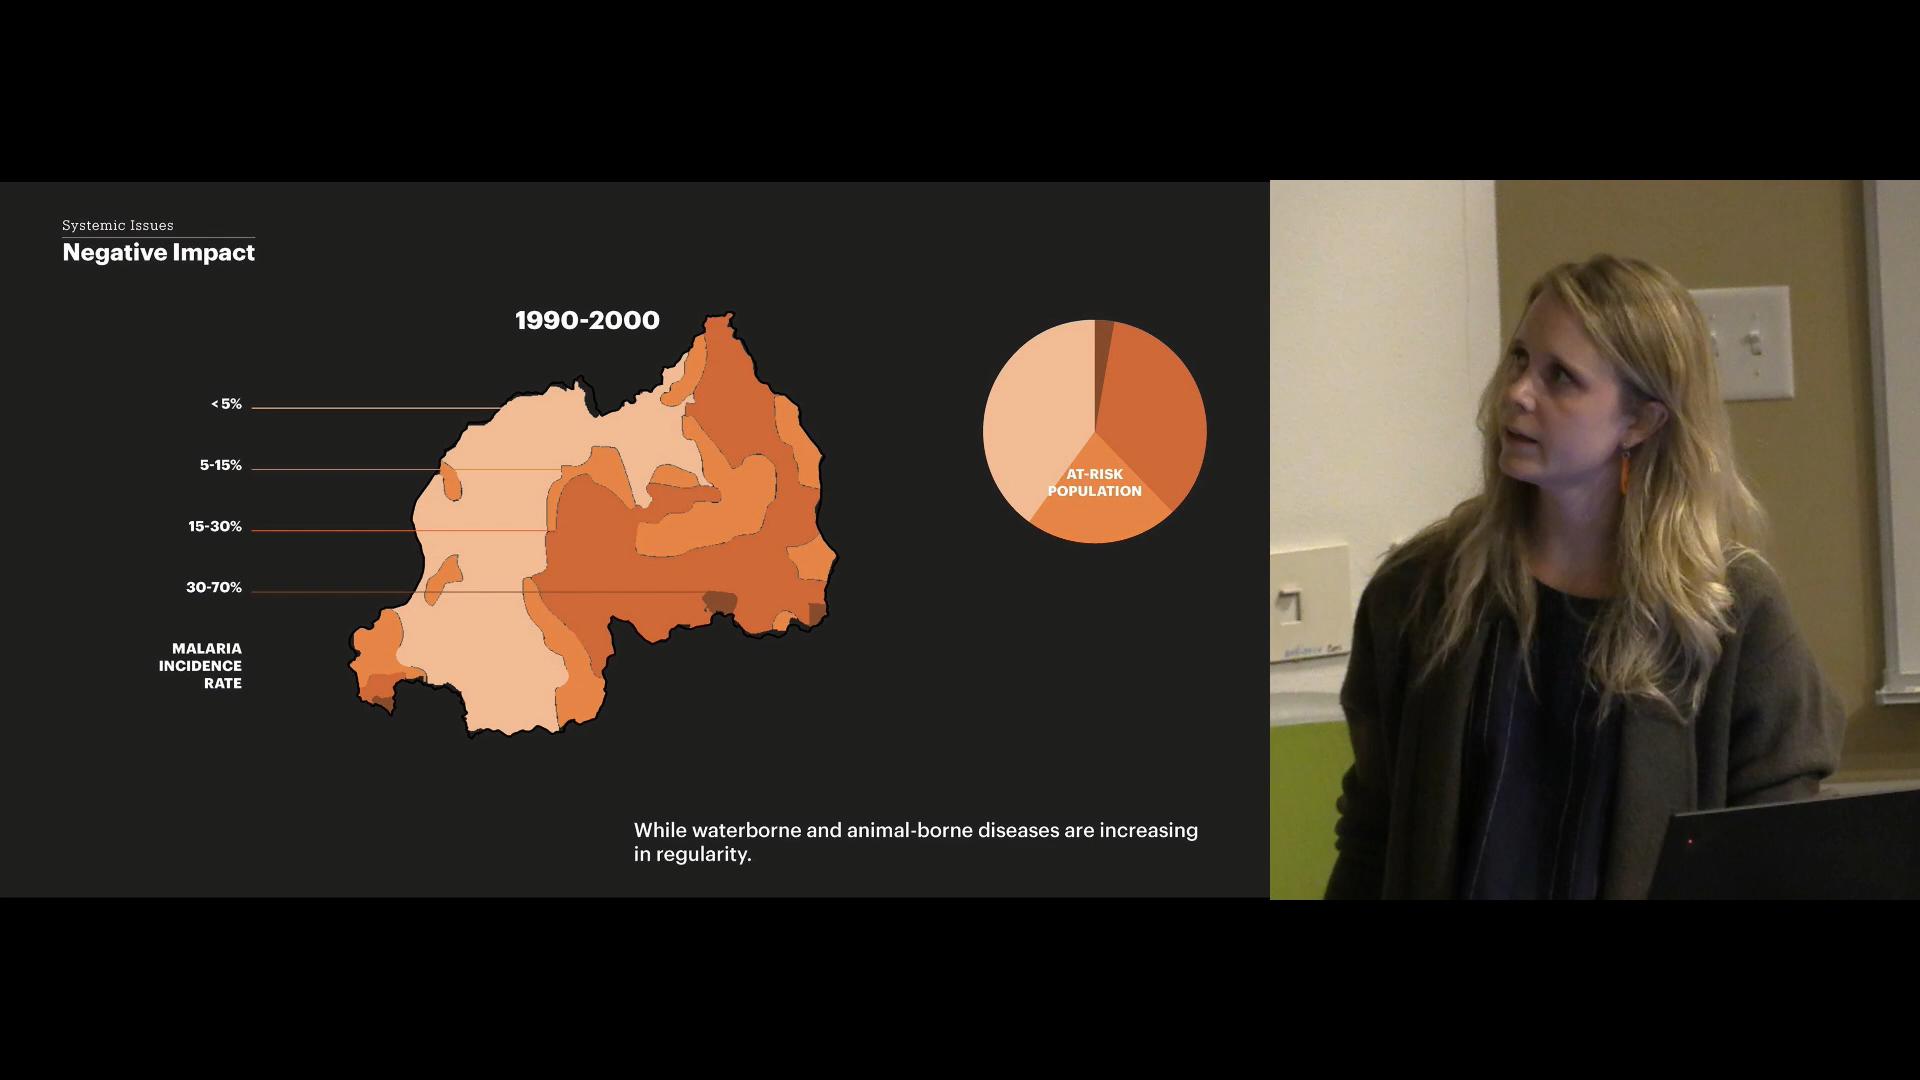 Systemic Issues
Negative Impact
1990-2000
< 5%
5-15%
15-30%
30-70%
MALARIA
INCIDENCE
RATE
AT-RISK
POPULATION
While waterborne and animal-borne diseases are increasing
in regularity.